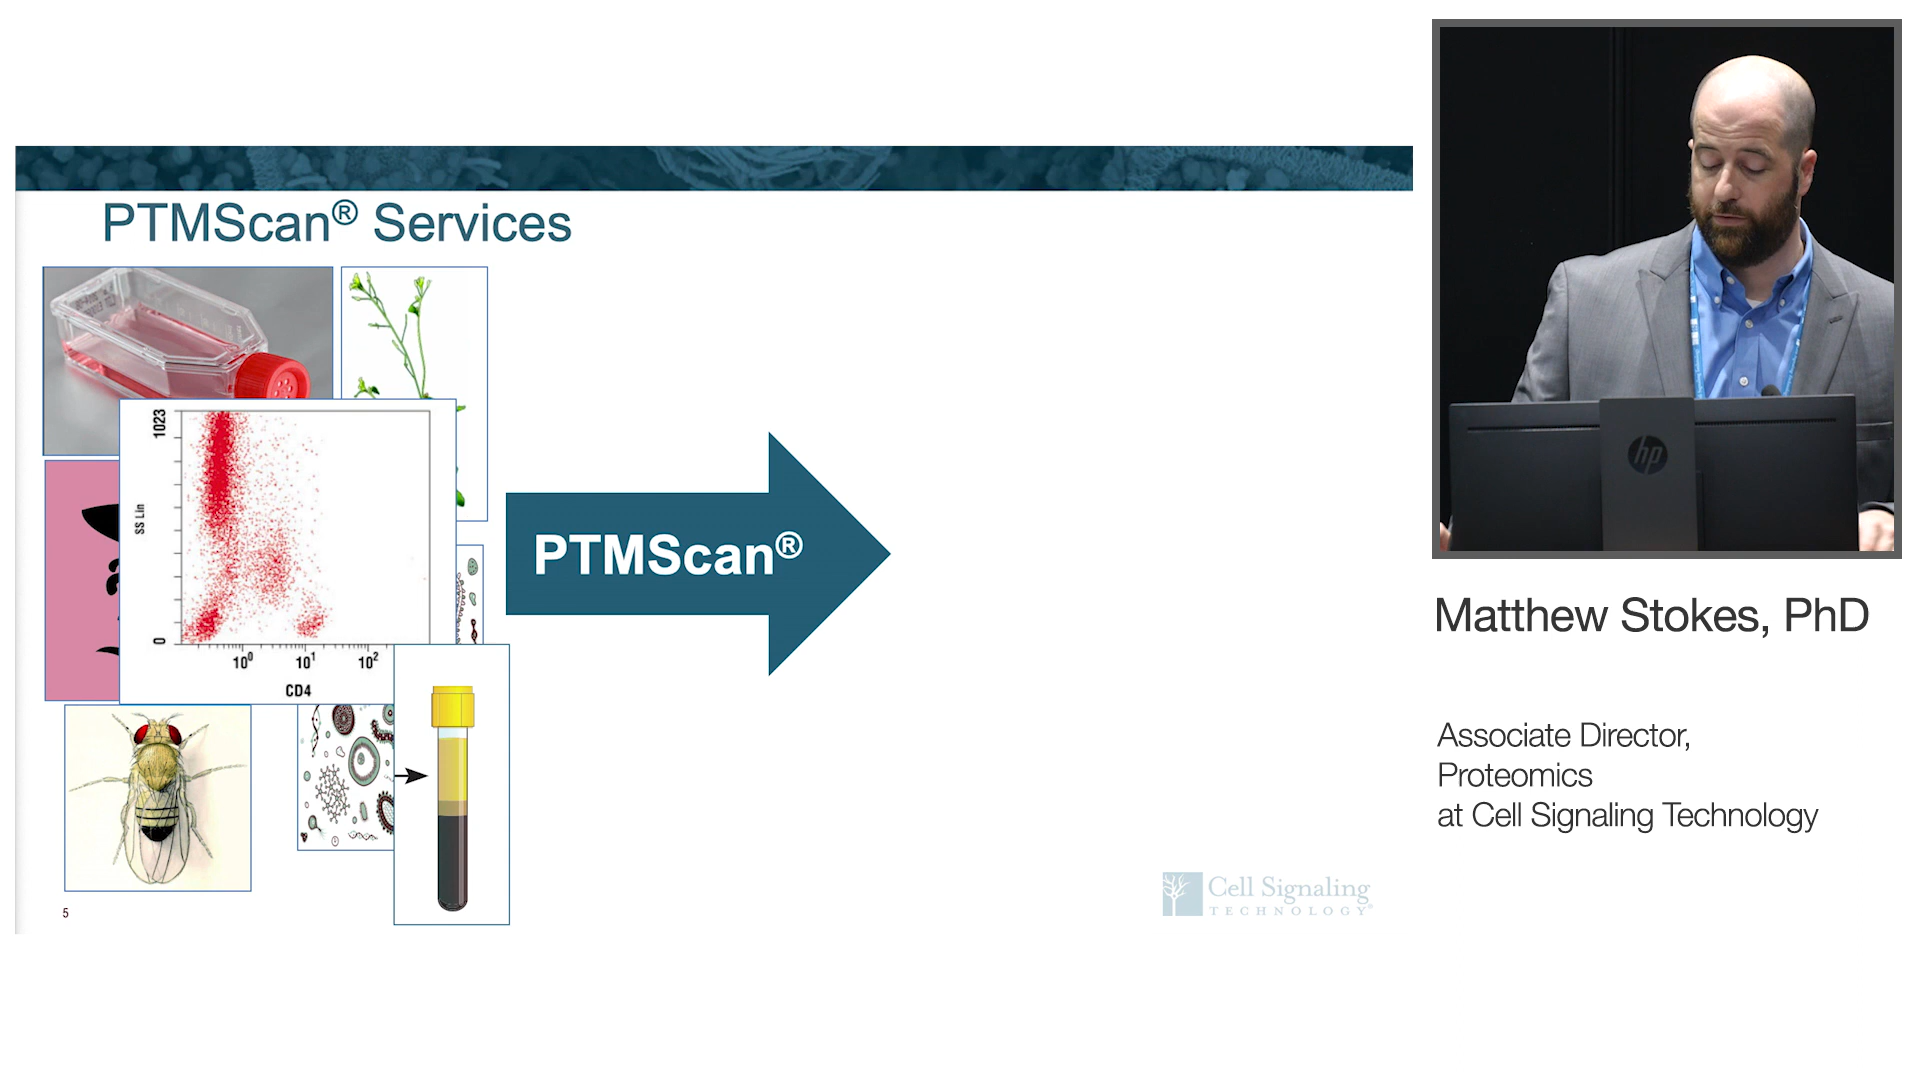 PTMScan® Services
1023
SS Lin
0
10⁰ 10¹ 10²
CD4
PTMScan®
5
Cell Signaling
TECHNOLOGY®
hp
Matthew Stokes, PhD
Associate Director,
Proteomics
at Cell Signaling Technology